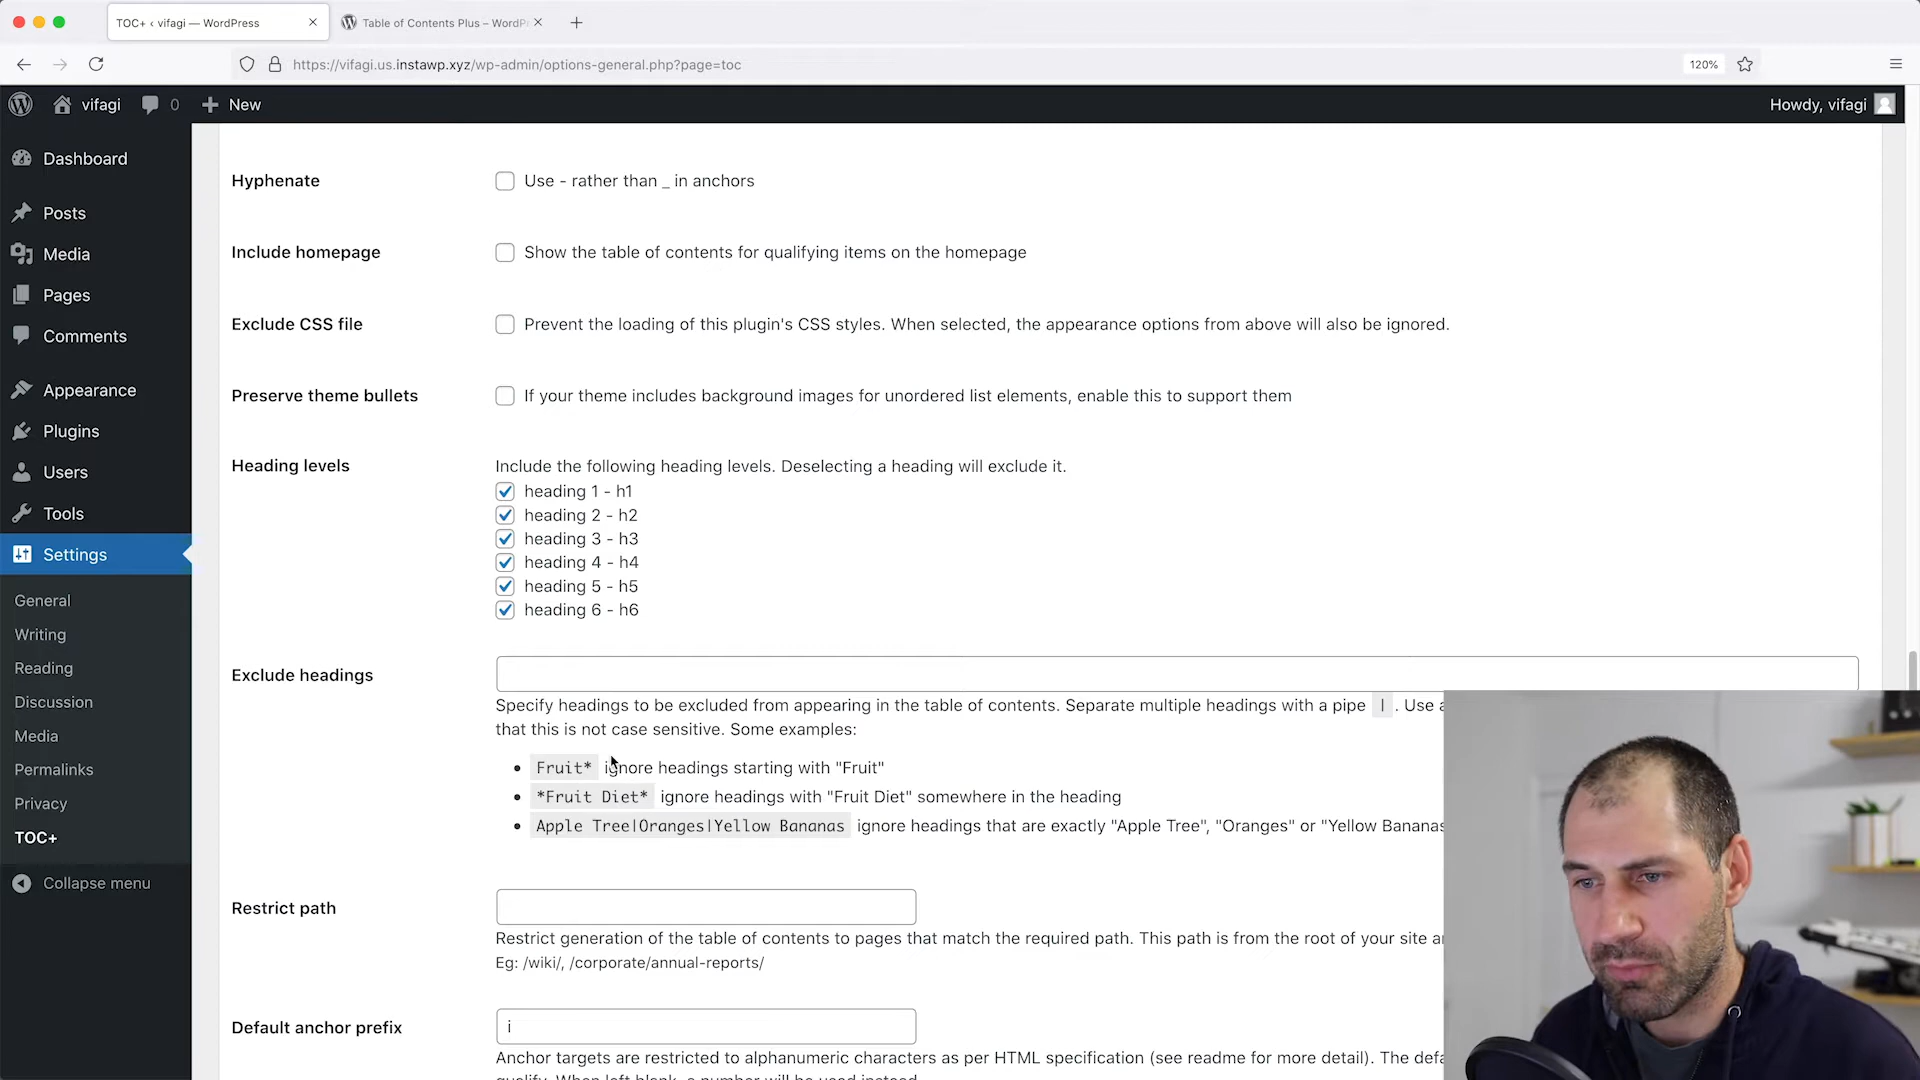 TOC+ ‹ vifagi — WordPress
Table of Contents Plus – WordP
https://vifagi.us.instawp.xyz/wp-admin/options-general.php?page=toc
120%
vifagi
0
New
Howdy, vifagi
Dashboard
Posts
Media
Pages
Comments
Appearance
Plugins
Users
Tools
Settings
General
Writing
Reading
Discussion
Media
Permalinks
Privacy
TOC+
Collapse menu
Hyphenate
Use - rather than _ in anchors
Include homepage
Show the table of contents for qualifying items on the homepage
Exclude CSS file
Prevent the loading of this plugin's CSS styles. When selected, the appearance options from above will also be ignored.
Preserve theme bullets
If your theme includes background images for unordered list elements, enable this to support them
Heading levels
Include the following heading levels. Deselecting a heading will exclude it.
heading 1 - h1
heading 2 - h2
heading 3 - h3
heading 4 - h4
heading 5 - h5
heading 6 - h6
Exclude headings
Specify headings to be excluded from appearing in the table of contents. Separate multiple headings with a pipe | . Use
that this is not case sensitive. Some examples:
Fruit* ignore headings starting with "Fruit"
*Fruit Diet* ignore headings with "Fruit Diet" somewhere in the heading
Apple Tree|Oranges|Yellow Bananas ignore headings that are exactly "Apple Tree", "Oranges" or "Yellow Bananas
Restrict path
Restrict generation of the table of contents to pages that match the required path. This path is from the root of your site
Eg: /wiki/, /corporate/annual-reports/
Default anchor prefix
i
Anchor targets are restricted to alphanumeric characters as per HTML specification (see readme for more detail). The
qualify. When left blank, a number will be used instead